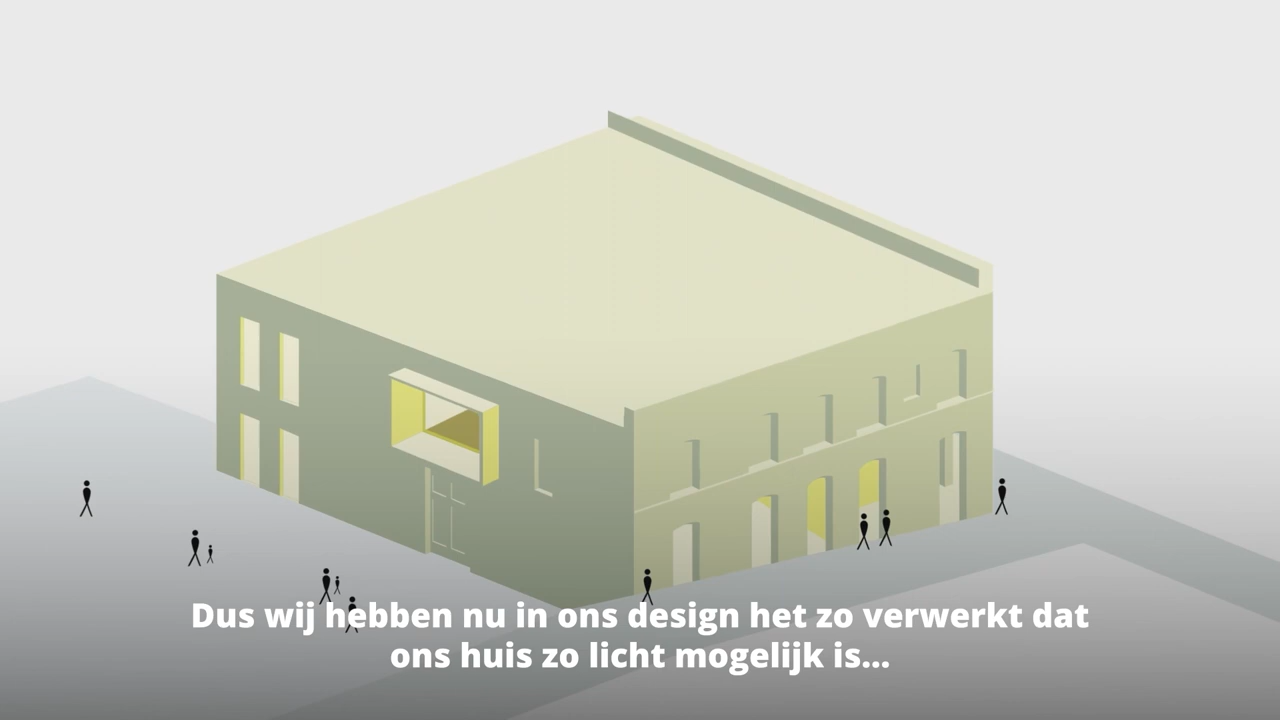 Dus wij hebben nu in ons design het zo verwerkt dat
ons huis zo licht mogelijk is...